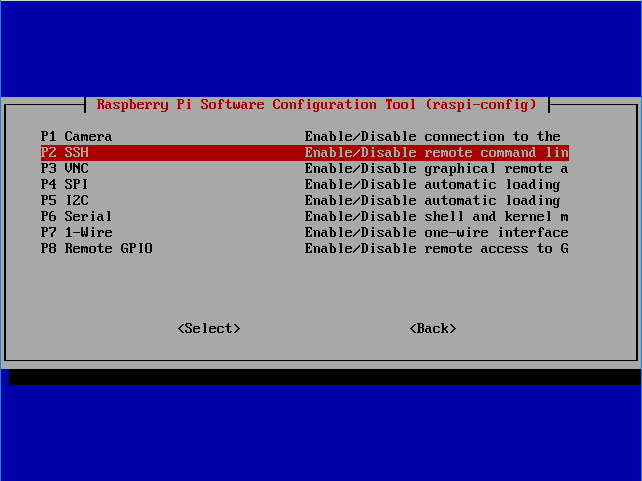 Raspberry Pi Software Configuration Tool (raspi-config)
P1 Camera Enable/Disable connection to the
P2 SSH Enable/Disable remote command lin
P3 VNC Enable/Disable graphical remote a
P4 SPI Enable/Disable automatic loading
P5 I2C Enable/Disable automatic loading
P6 Serial Enable/Disable shell and kernel m
P7 1-Wire Enable/Disable one-wire interface
P8 Remote GPIO Enable/Disable remote access to G
<Select> <Back>